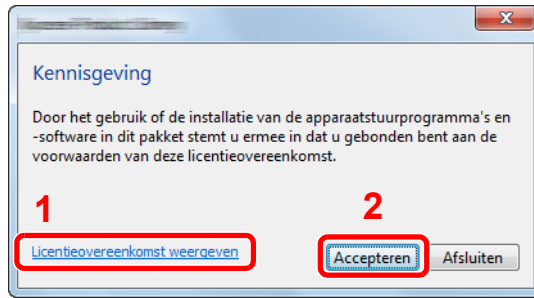 x
Kennisgeving
Door het gebruik of de installatie van de apparaatstuurprogramma's en
-software in dit pakket stemt u ermee in dat u gebonden bent aan de
voorwaarden van deze licentieovereenkomst.
1
2
Licentieovereenkomst weergeven
Accepteren
Afsluiten